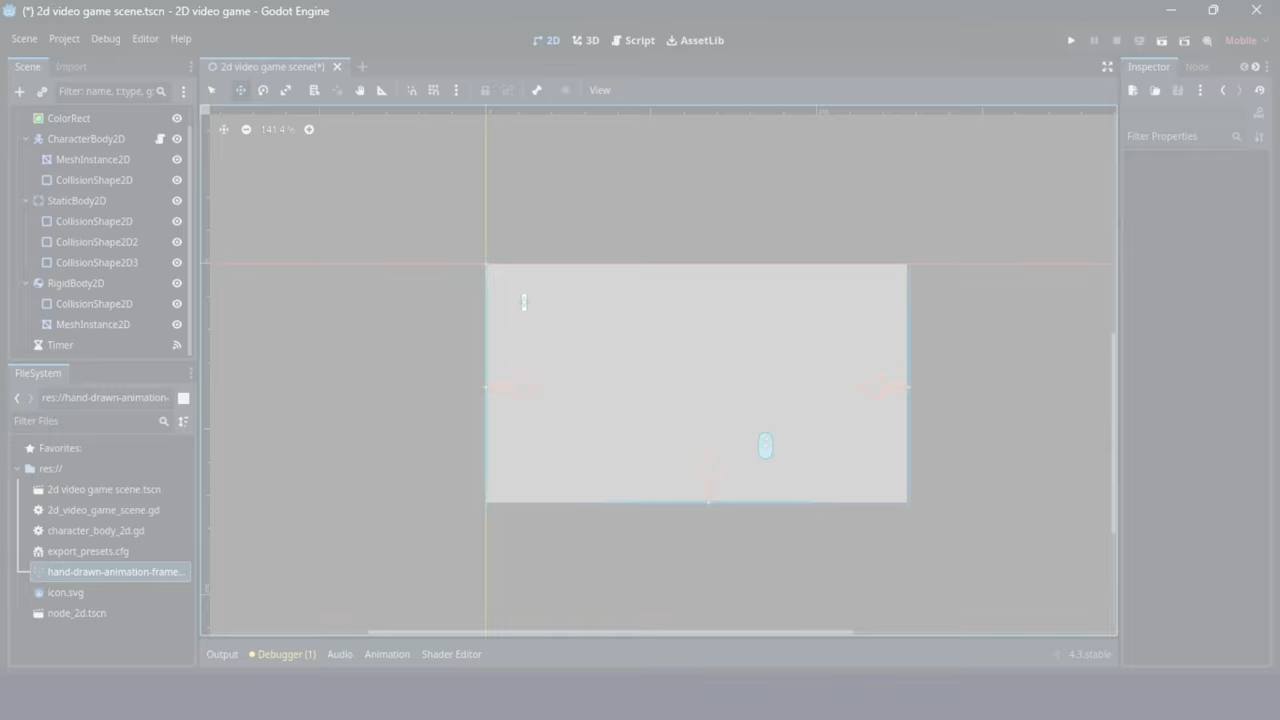 (*) 2d video game scene.tscn - 2D video game - Godot Engine
Scene Project Debug Editor Help
2D 3D Script AssetLib
Mobile
Scene Import
2d video game scene(*)
Inspector Node
Filter: name, t:type, g:
View
ColorRect
141.4 %
Filter Properties
CharacterBody2D
MeshInstance2D
CollisionShape2D
StaticBody2D
CollisionShape2D
CollisionShape2D2
CollisionShape2D3
RigidBody2D
CollisionShape2D
MeshInstance2D
Timer
FileSystem
res://hand-drawn-animation-
Filter Files
Favorites:
res://
2d video game scene.tscn
2d_video_game_scene.gd
character_body_2d.gd
export_presets.cfg
hand-drawn-animation-frame...
icon.svg
node_2d.tscn
Output Debugger (1) Audio Animation Shader Editor 4.3.stable